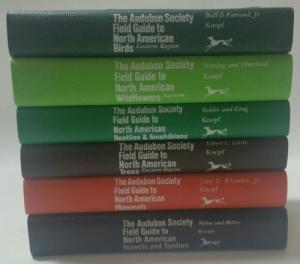 The Audubon Society
Field Guide to
North American
Birds Eastern Region
Bull & Farrand, Jr.
Knopf
The Audubon Society
Field Guide to
North American
Wildflowers Eastern
Niering and Olmstead
Knopf
The Audubon Society
Field Guide to
North American
Reptiles & Amphibians
Behler and King
Knopf
The Audubon Society
Field Guide to
North American
Trees Eastern Region
Elbert L. Little
Knopf
The Audubon Society
Field Guide to
North American
Mammals
John O. Whitaker, Jr
Knopf
The Audubon Society
Field Guide to
North American
Insects and Spiders
Milne and Milne
Knopf